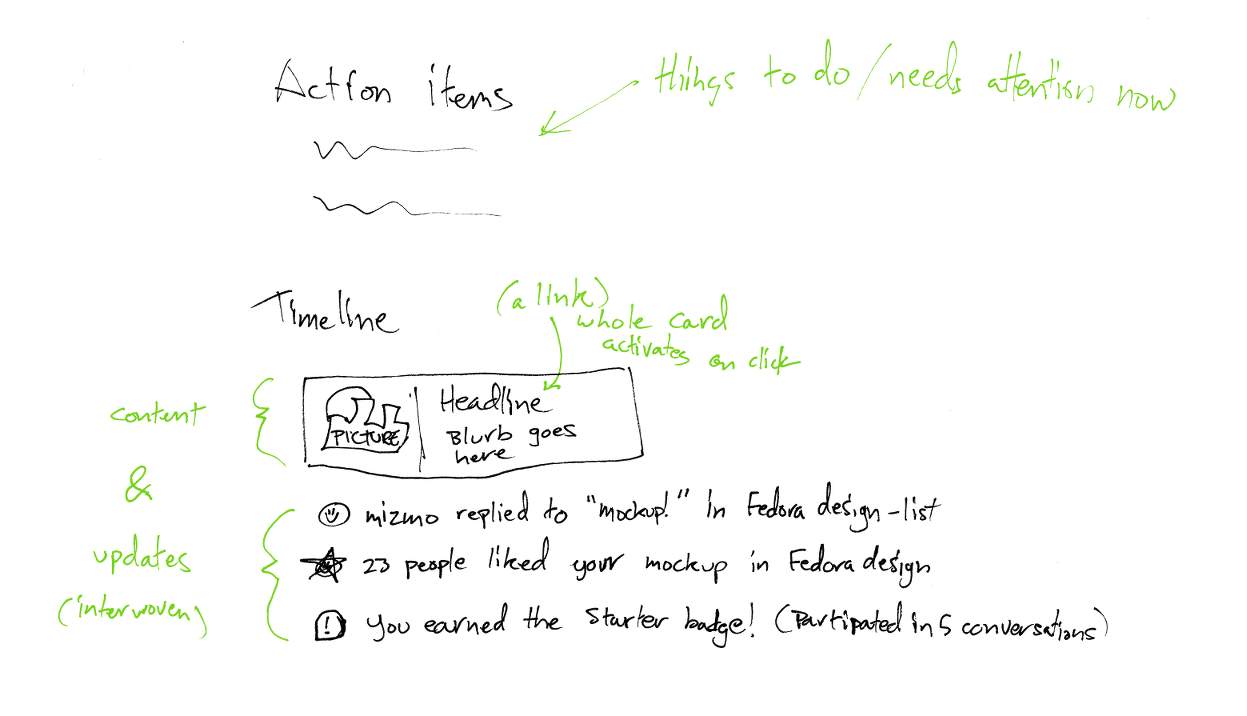 Action items
things to do / needs attention now
Timeline
(a link)
whole card
activates on click
content
&
updates
(interwoven)
PICTURE
Headline
Blurb goes
here
mizmo replied to "mockup!" in Fedora design-list
23 people liked your mockup in Fedora design
You earned the Starter badge! (Partipated in 5 conversations)